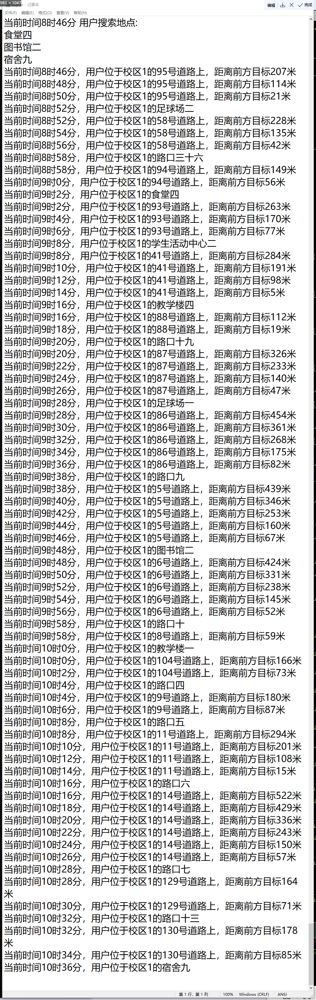 983 × 1047
log.txt - 记事本
编辑
完成
文件(F) 编辑(E) 格式(O) 查看(V) 帮助(H)
当前时间8时46分 用户搜索地点:
食堂四
图书馆二
宿舍九
当前时间8时46分，用户位于校区1的95号道路上，距离前方目标207米
当前时间8时48分，用户位于校区1的95号道路上，距离前方目标114米
当前时间8时50分，用户位于校区1的95号道路上，距离前方目标21米
当前时间8时52分，用户位于校区1的足球场二
当前时间8时52分，用户位于校区1的58号道路上，距离前方目标228米
当前时间8时54分，用户位于校区1的58号道路上，距离前方目标135米
当前时间8时56分，用户位于校区1的58号道路上，距离前方目标42米
当前时间8时58分，用户位于校区1的路口三十六
当前时间8时58分，用户位于校区1的94号道路上，距离前方目标149米
当前时间9时0分，用户位于校区1的94号道路上，距离前方目标56米
当前时间9时2分，用户位于校区1的食堂四
当前时间9时2分，用户位于校区1的93号道路上，距离前方目标263米
当前时间9时4分，用户位于校区1的93号道路上，距离前方目标170米
当前时间9时6分，用户位于校区1的93号道路上，距离前方目标77米
当前时间9时8分，用户位于校区1的学生活动中心二
当前时间9时8分，用户位于校区1的41号道路上，距离前方目标284米
当前时间9时10分，用户位于校区1的41号道路上，距离前方目标191米
当前时间9时12分，用户位于校区1的41号道路上，距离前方目标98米
当前时间9时14分，用户位于校区1的41号道路上，距离前方目标5米
当前时间9时16分，用户位于校区1的教学楼四
当前时间9时16分，用户位于校区1的88号道路上，距离前方目标112米
当前时间9时18分，用户位于校区1的88号道路上，距离前方目标19米
当前时间9时20分，用户位于校区1的路口十九
当前时间9时20分，用户位于校区1的87号道路上，距离前方目标326米
当前时间9时22分，用户位于校区1的87号道路上，距离前方目标233米
当前时间9时24分，用户位于校区1的87号道路上，距离前方目标140米
当前时间9时26分，用户位于校区1的87号道路上，距离前方目标47米
当前时间9时28分，用户位于校区1的足球场一
当前时间9时28分，用户位于校区1的86号道路上，距离前方目标454米
当前时间9时30分，用户位于校区1的86号道路上，距离前方目标361米
当前时间9时32分，用户位于校区1的86号道路上，距离前方目标268米
当前时间9时34分，用户位于校区1的86号道路上，距离前方目标175米
当前时间9时36分，用户位于校区1的86号道路上，距离前方目标82米
当前时间9时38分，用户位于校区1的路口九
当前时间9时38分，用户位于校区1的5号道路上，距离前方目标439米
当前时间9时40分，用户位于校区1的5号道路上，距离前方目标346米
当前时间9时42分，用户位于校区1的5号道路上，距离前方目标253米
当前时间9时44分，用户位于校区1的5号道路上，距离前方目标160米
当前时间9时46分，用户位于校区1的5号道路上，距离前方目标67米
当前时间9时48分，用户位于校区1的图书馆二
当前时间9时48分，用户位于校区1的6号道路上，距离前方目标424米
当前时间9时50分，用户位于校区1的6号道路上，距离前方目标331米
当前时间9时52分，用户位于校区1的6号道路上，距离前方目标238米
当前时间9时54分，用户位于校区1的6号道路上，距离前方目标145米
当前时间9时56分，用户位于校区1的6号道路上，距离前方目标52米
当前时间9时58分，用户位于校区1的路口十
当前时间9时58分，用户位于校区1的8号道路上，距离前方目标59米
当前时间10时0分，用户位于校区1的教学楼一
当前时间10时0分，用户位于校区1的104号道路上，距离前方目标166米
当前时间10时2分，用户位于校区1的104号道路上，距离前方目标73米
当前时间10时4分，用户位于校区1的路口四
当前时间10时4分，用户位于校区1的9号道路上，距离前方目标180米
当前时间10时6分，用户位于校区1的9号道路上，距离前方目标87米
当前时间10时8分，用户位于校区1的路口五
当前时间10时8分，用户位于校区1的11号道路上，距离前方目标294米
当前时间10时10分，用户位于校区1的11号道路上，距离前方目标201米
当前时间10时12分，用户位于校区1的11号道路上，距离前方目标108米
当前时间10时14分，用户位于校区1的11号道路上，距离前方目标15米
当前时间10时16分，用户位于校区1的路口六
当前时间10时16分，用户位于校区1的14号道路上，距离前方目标522米
当前时间10时18分，用户位于校区1的14号道路上，距离前方目标429米
当前时间10时20分，用户位于校区1的14号道路上，距离前方目标336米
当前时间10时22分，用户位于校区1的14号道路上，距离前方目标243米
当前时间10时24分，用户位于校区1的14号道路上，距离前方目标150米
当前时间10时26分，用户位于校区1的14号道路上，距离前方目标57米
当前时间10时28分，用户位于校区1的路口七
当前时间10时28分，用户位于校区1的129号道路上，距离前方目标164
米
当前时间10时30分，用户位于校区1的129号道路上，距离前方目标71米
当前时间10时32分，用户位于校区1的路口十三
当前时间10时32分，用户位于校区1的130号道路上，距离前方目标178
米
当前时间10时34分，用户位于校区1的130号道路上，距离前方目标85米
当前时间10时36分，用户位于校区1的宿舍九
第 1 行，第 1 列 100% Windows (CRLF) ANSI